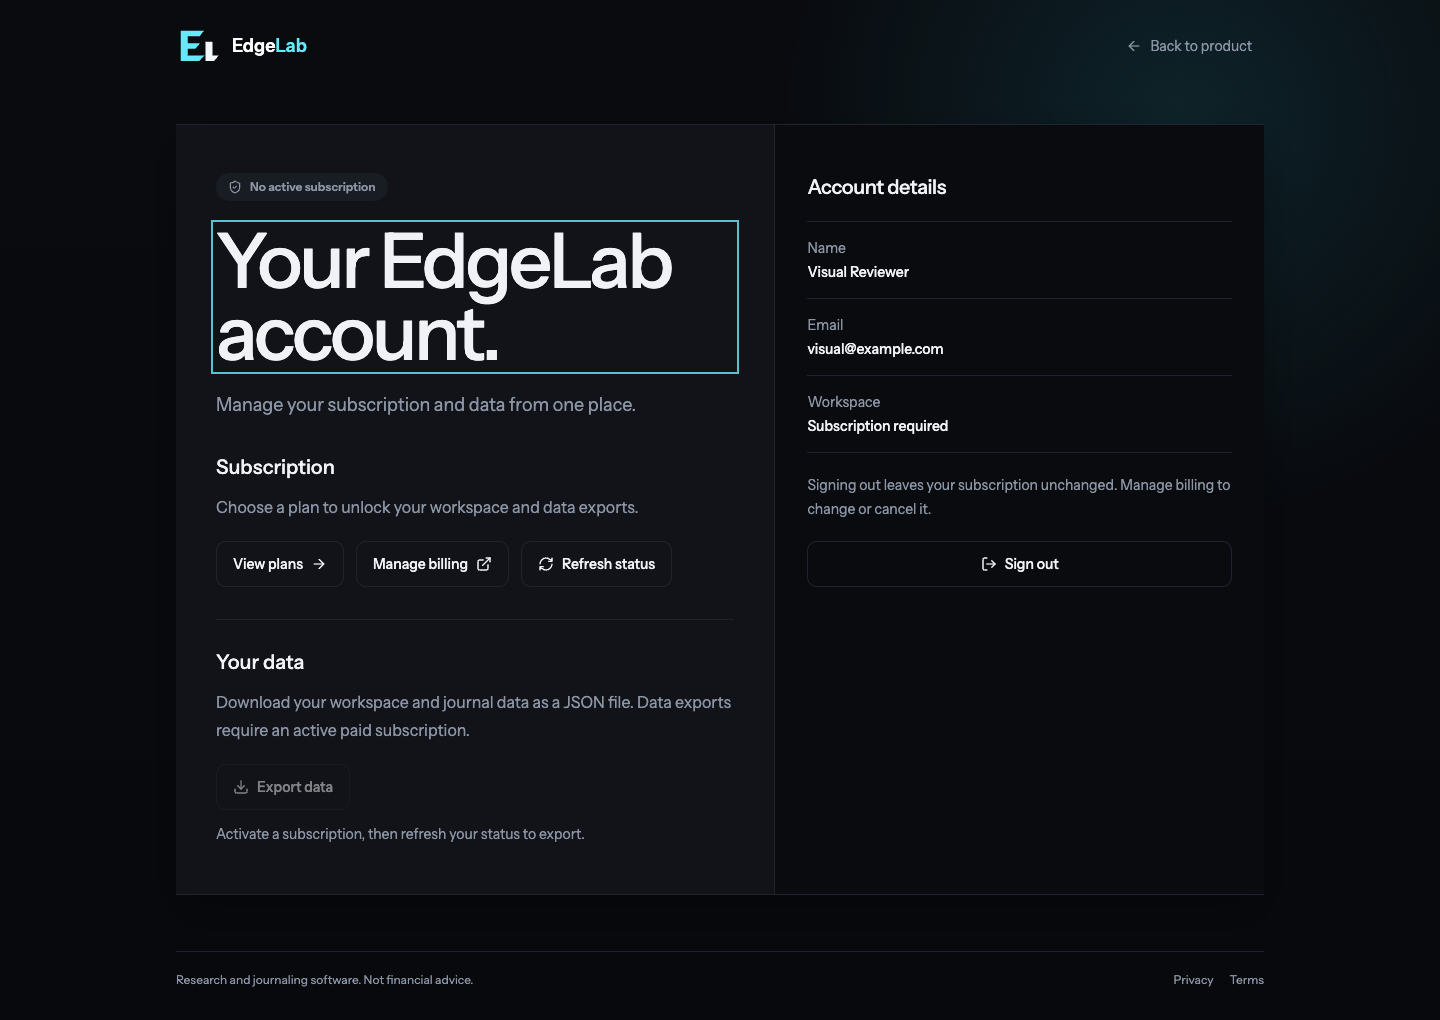 EL EdgeLab
Back to product
No active subscription
Your EdgeLab
account.
Manage your subscription and data from one place.
Subscription
Choose a plan to unlock your workspace and data exports.
View plans
Manage billing
Refresh status
Your data
Download your workspace and journal data as a JSON file. Data exports
require an active paid subscription.
Export data
Activate a subscription, then refresh your status to export.
Account details
Name
Visual Reviewer
Email
visual@example.com
Workspace
Subscription required
Signing out leaves your subscription unchanged. Manage billing to
change or cancel it.
Sign out
Research and journaling software. Not financial advice.
Privacy
Terms